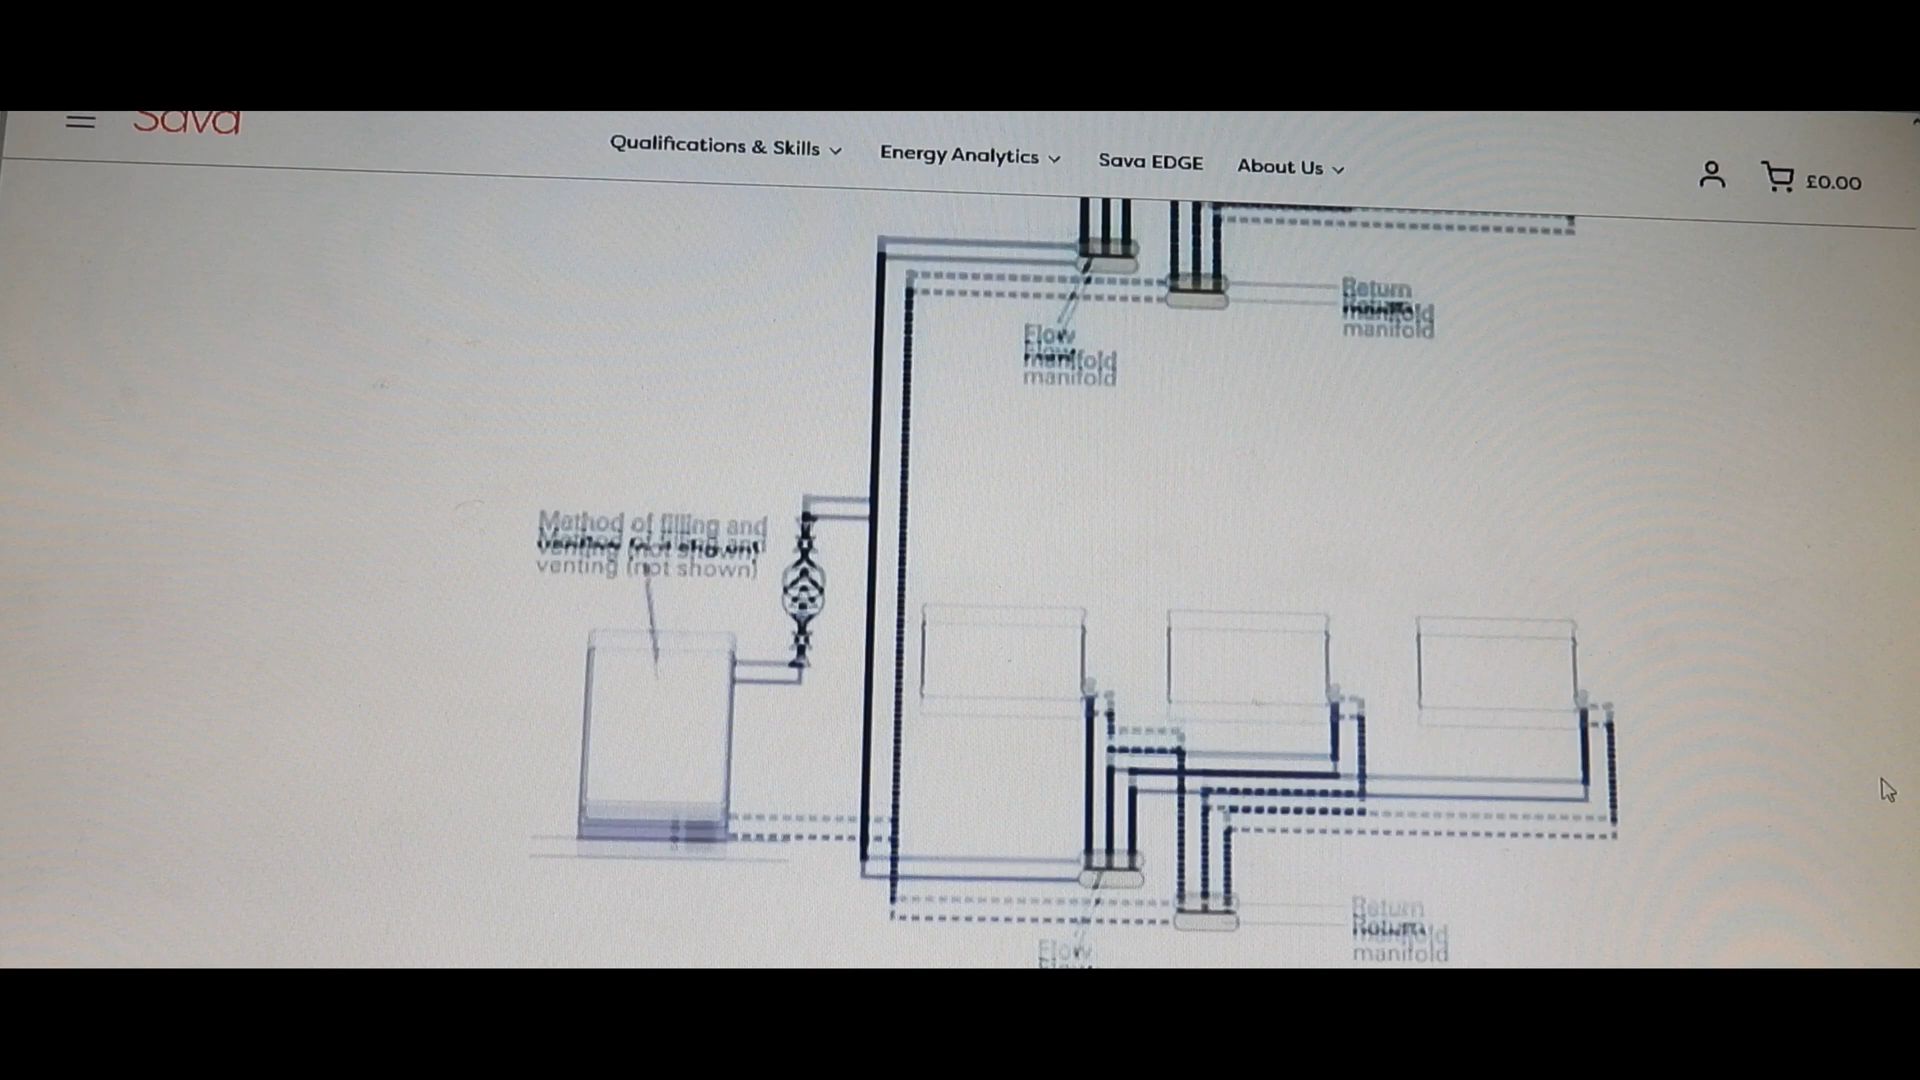 Sava
Qualifications & Skills
Energy Analytics
Sava EDGE
About Us
£0.00
Return
manifold
Flow
manifold
Method of filling and
venting (not shown)
Return
manifold
Flow